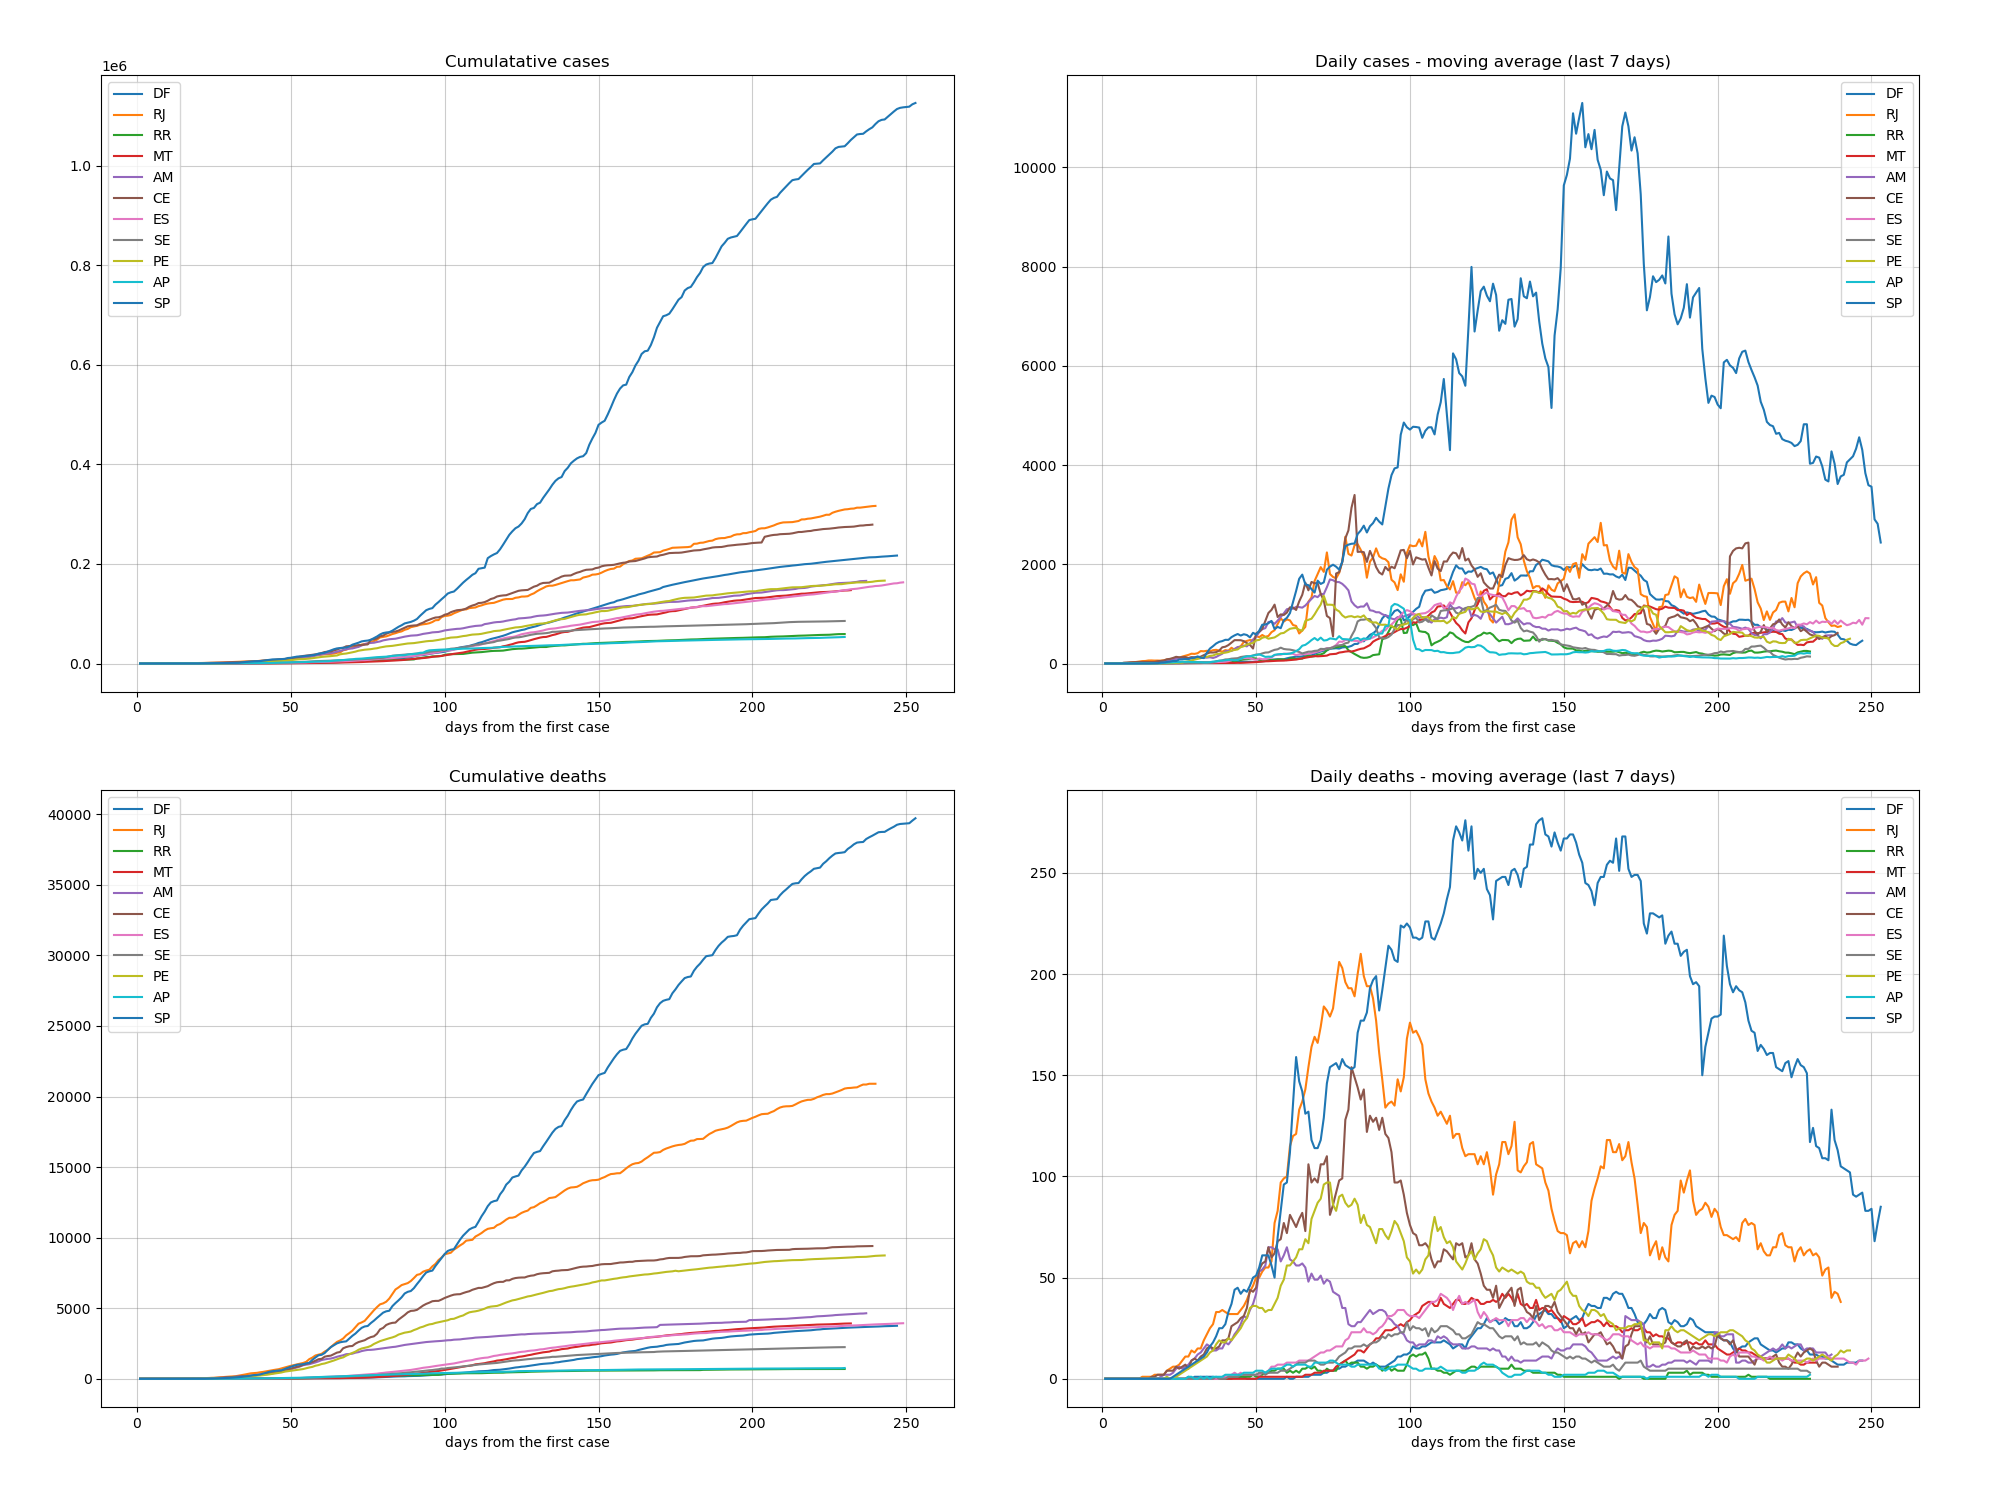 Cumulatative cases
1e6
1.0
0.8
0.6
0.4
0.2
0.0
DF
RJ
RR
MT
AM
CE
ES
SE
PE
AP
SP
0 50 100 150 200 250
days from the first case
Daily cases - moving average (last 7 days)
10000
8000
6000
4000
2000
0
DF
RJ
RR
MT
AM
CE
ES
SE
PE
AP
SP
0 50 100 150 200 250
days from the first case
Cumulative deaths
40000
35000
30000
25000
20000
15000
10000
5000
0
DF
RJ
RR
MT
AM
CE
ES
SE
PE
AP
SP
0 50 100 150 200 250
days from the first case
Daily deaths - moving average (last 7 days)
250
200
150
100
50
0
DF
RJ
RR
MT
AM
CE
ES
SE
PE
AP
SP
0 50 100 150 200 250
days from the first case